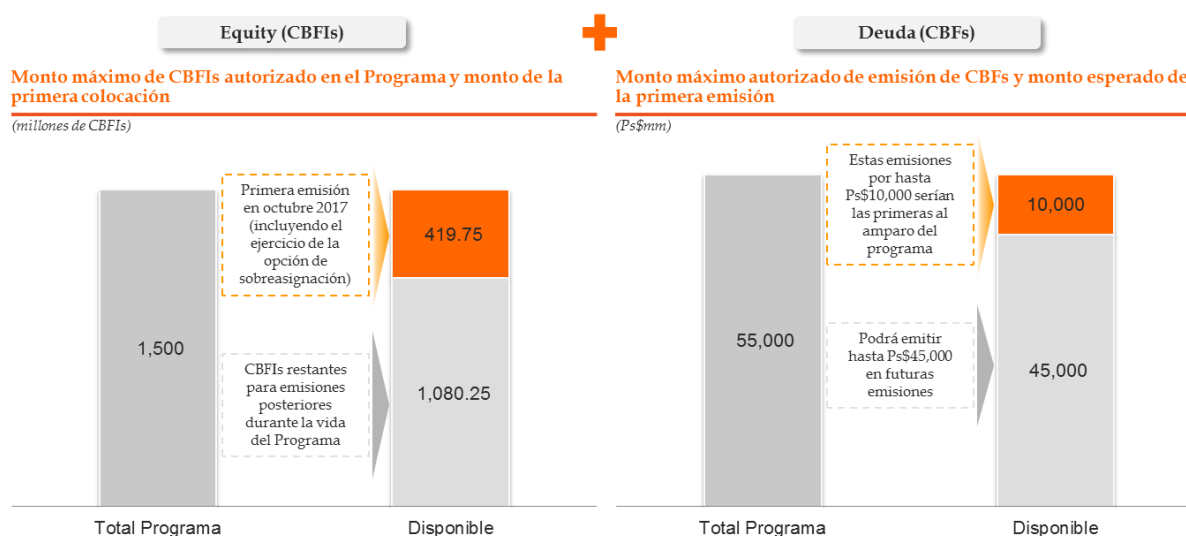 Equity (CBFIs)
Monto máximo de CBFIs autorizado en el Programa y monto de la
primera colocación
(millones de CBFIs)
Primera emisión
en octubre 2017
(incluyendo el
ejercicio de la
opción de
sobreasignación)
419.75
1,500
CBFIs restantes
para emisiones
posteriores
durante la vida
del Programa
1,080.25
Total Programa
Disponible
Deuda (CBFs)
Monto máximo autorizado de emisión de CBFs y monto esperado de
la primera emisión
(Ps$mm)
Estas emisiones
por hasta
Ps$10,000 serían
las primeras al
amparo del
programa
10,000
55,000
Podrá emitir
hasta Ps$45,000
en futuras
emisiones
45,000
Total Programa
Disponible